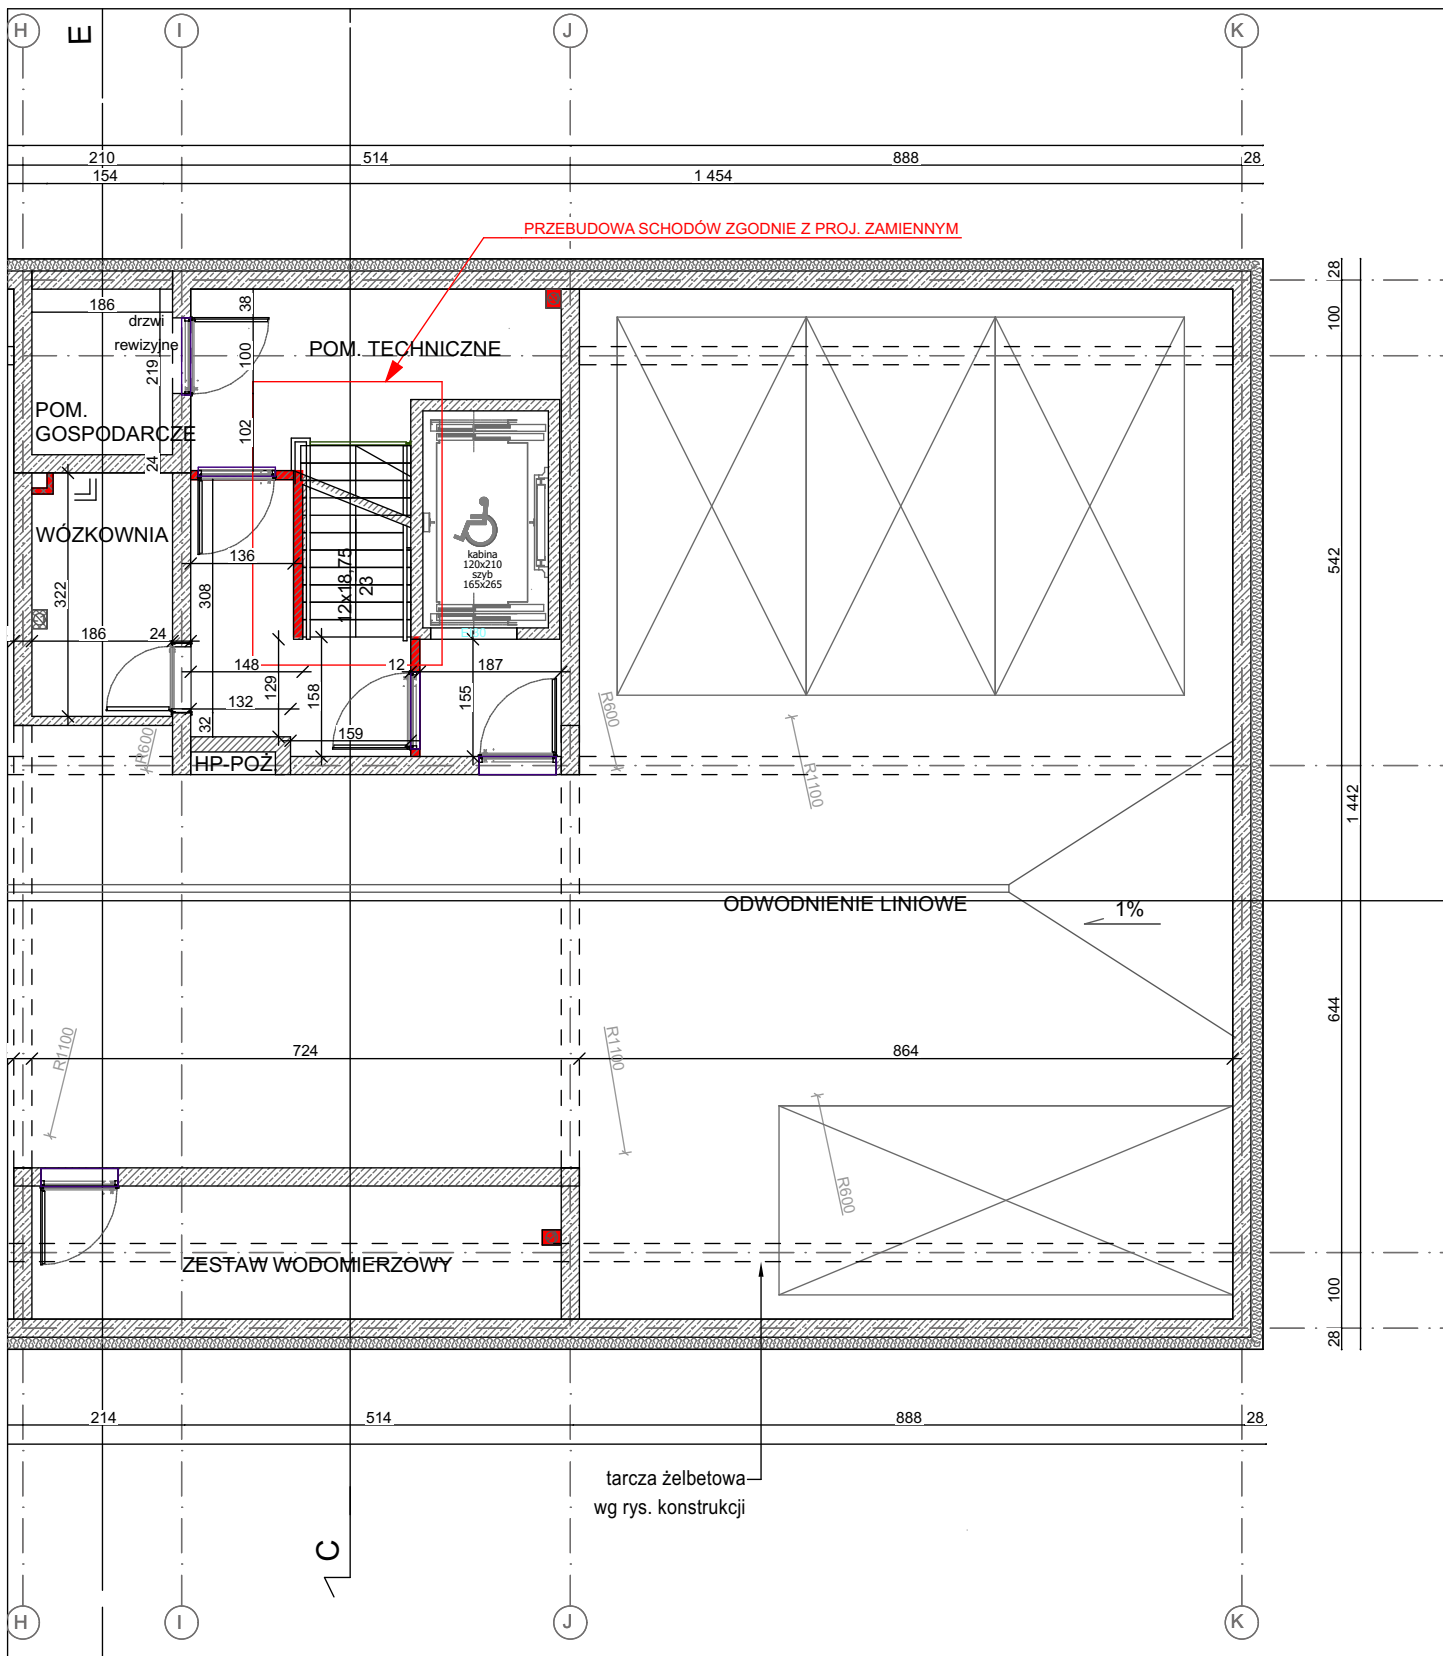 H
E
I
J
K
210
514
888
28
154
1 454
PRZEBUDOWA SCHODÓW ZGODNIE Z PROJ. ZAMIENNYM
28
186
38
100
drzwi
rewizyjne
100
219
POM. TECHNICZNE
POM.
GOSPODARCZE
102
24
WÓZKOWNIA
kabina
120x210
szyb
165x265
136
542
12x18,75
23
322
308
186
24
148
12
187
129
158
155
132
32
159
R600
R600
HP-POŻ
R1100
1 442
ODWODNIENIE LINIOWE
1%
644
R1100
724
R1100
864
R600
ZESTAW WODOMIERZOWY
100
28
214
514
888
28
tarcza żelbetowa
wg rys. konstrukcji
C
H
I
J
K